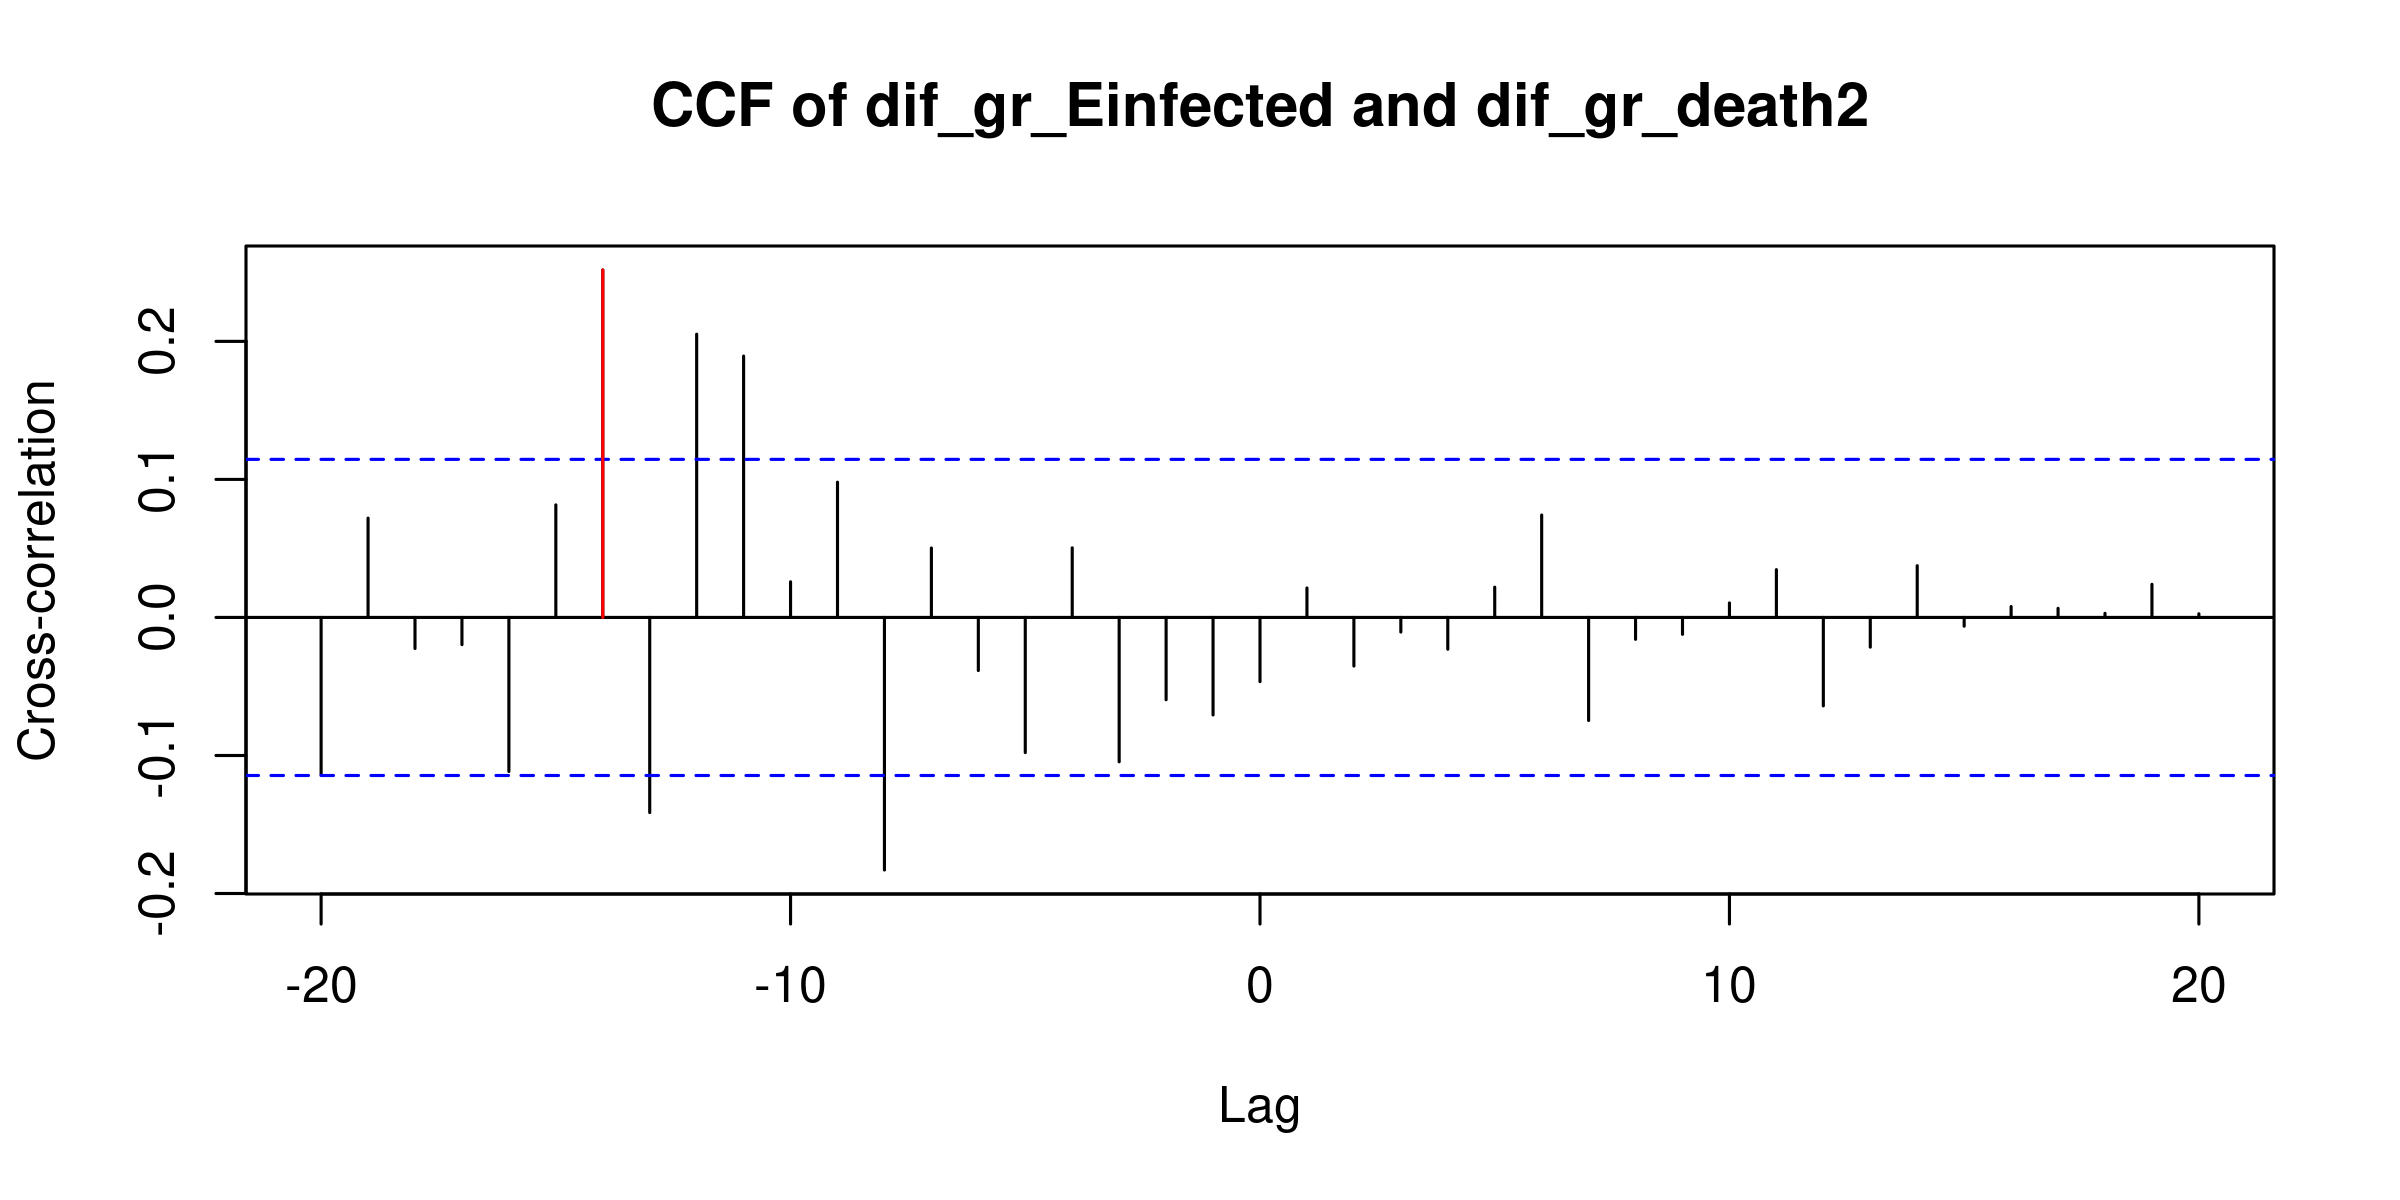 CCF of dif_gr_Einfected and dif_gr_death2
Cross-correlation
0.2
0.1
0.0
-0.1
-0.2
-20 -10 0 10 20
Lag